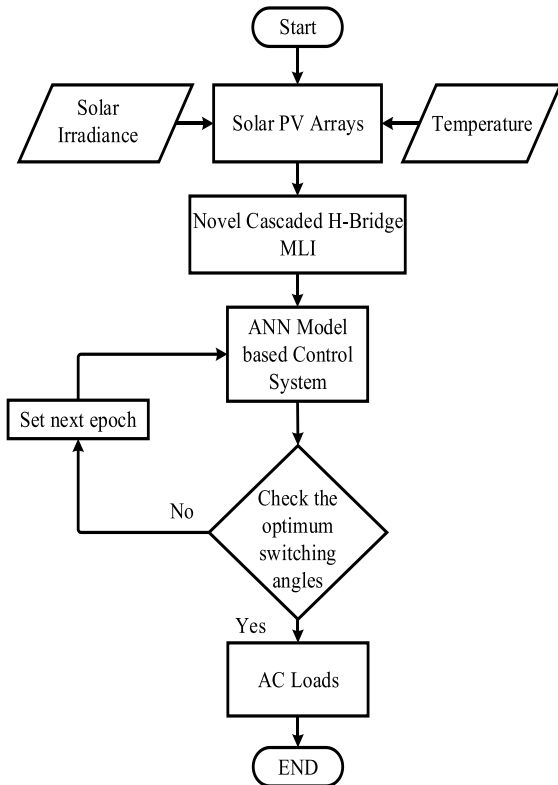 Start
Solar
Irradiance
Solar PV Arrays
Temperature
Novel Cascaded H-Bridge
MLI
ANN Model
based Control
System
Set next epoch
No
Check the
optimum
switching
angles
Yes
AC Loads
END